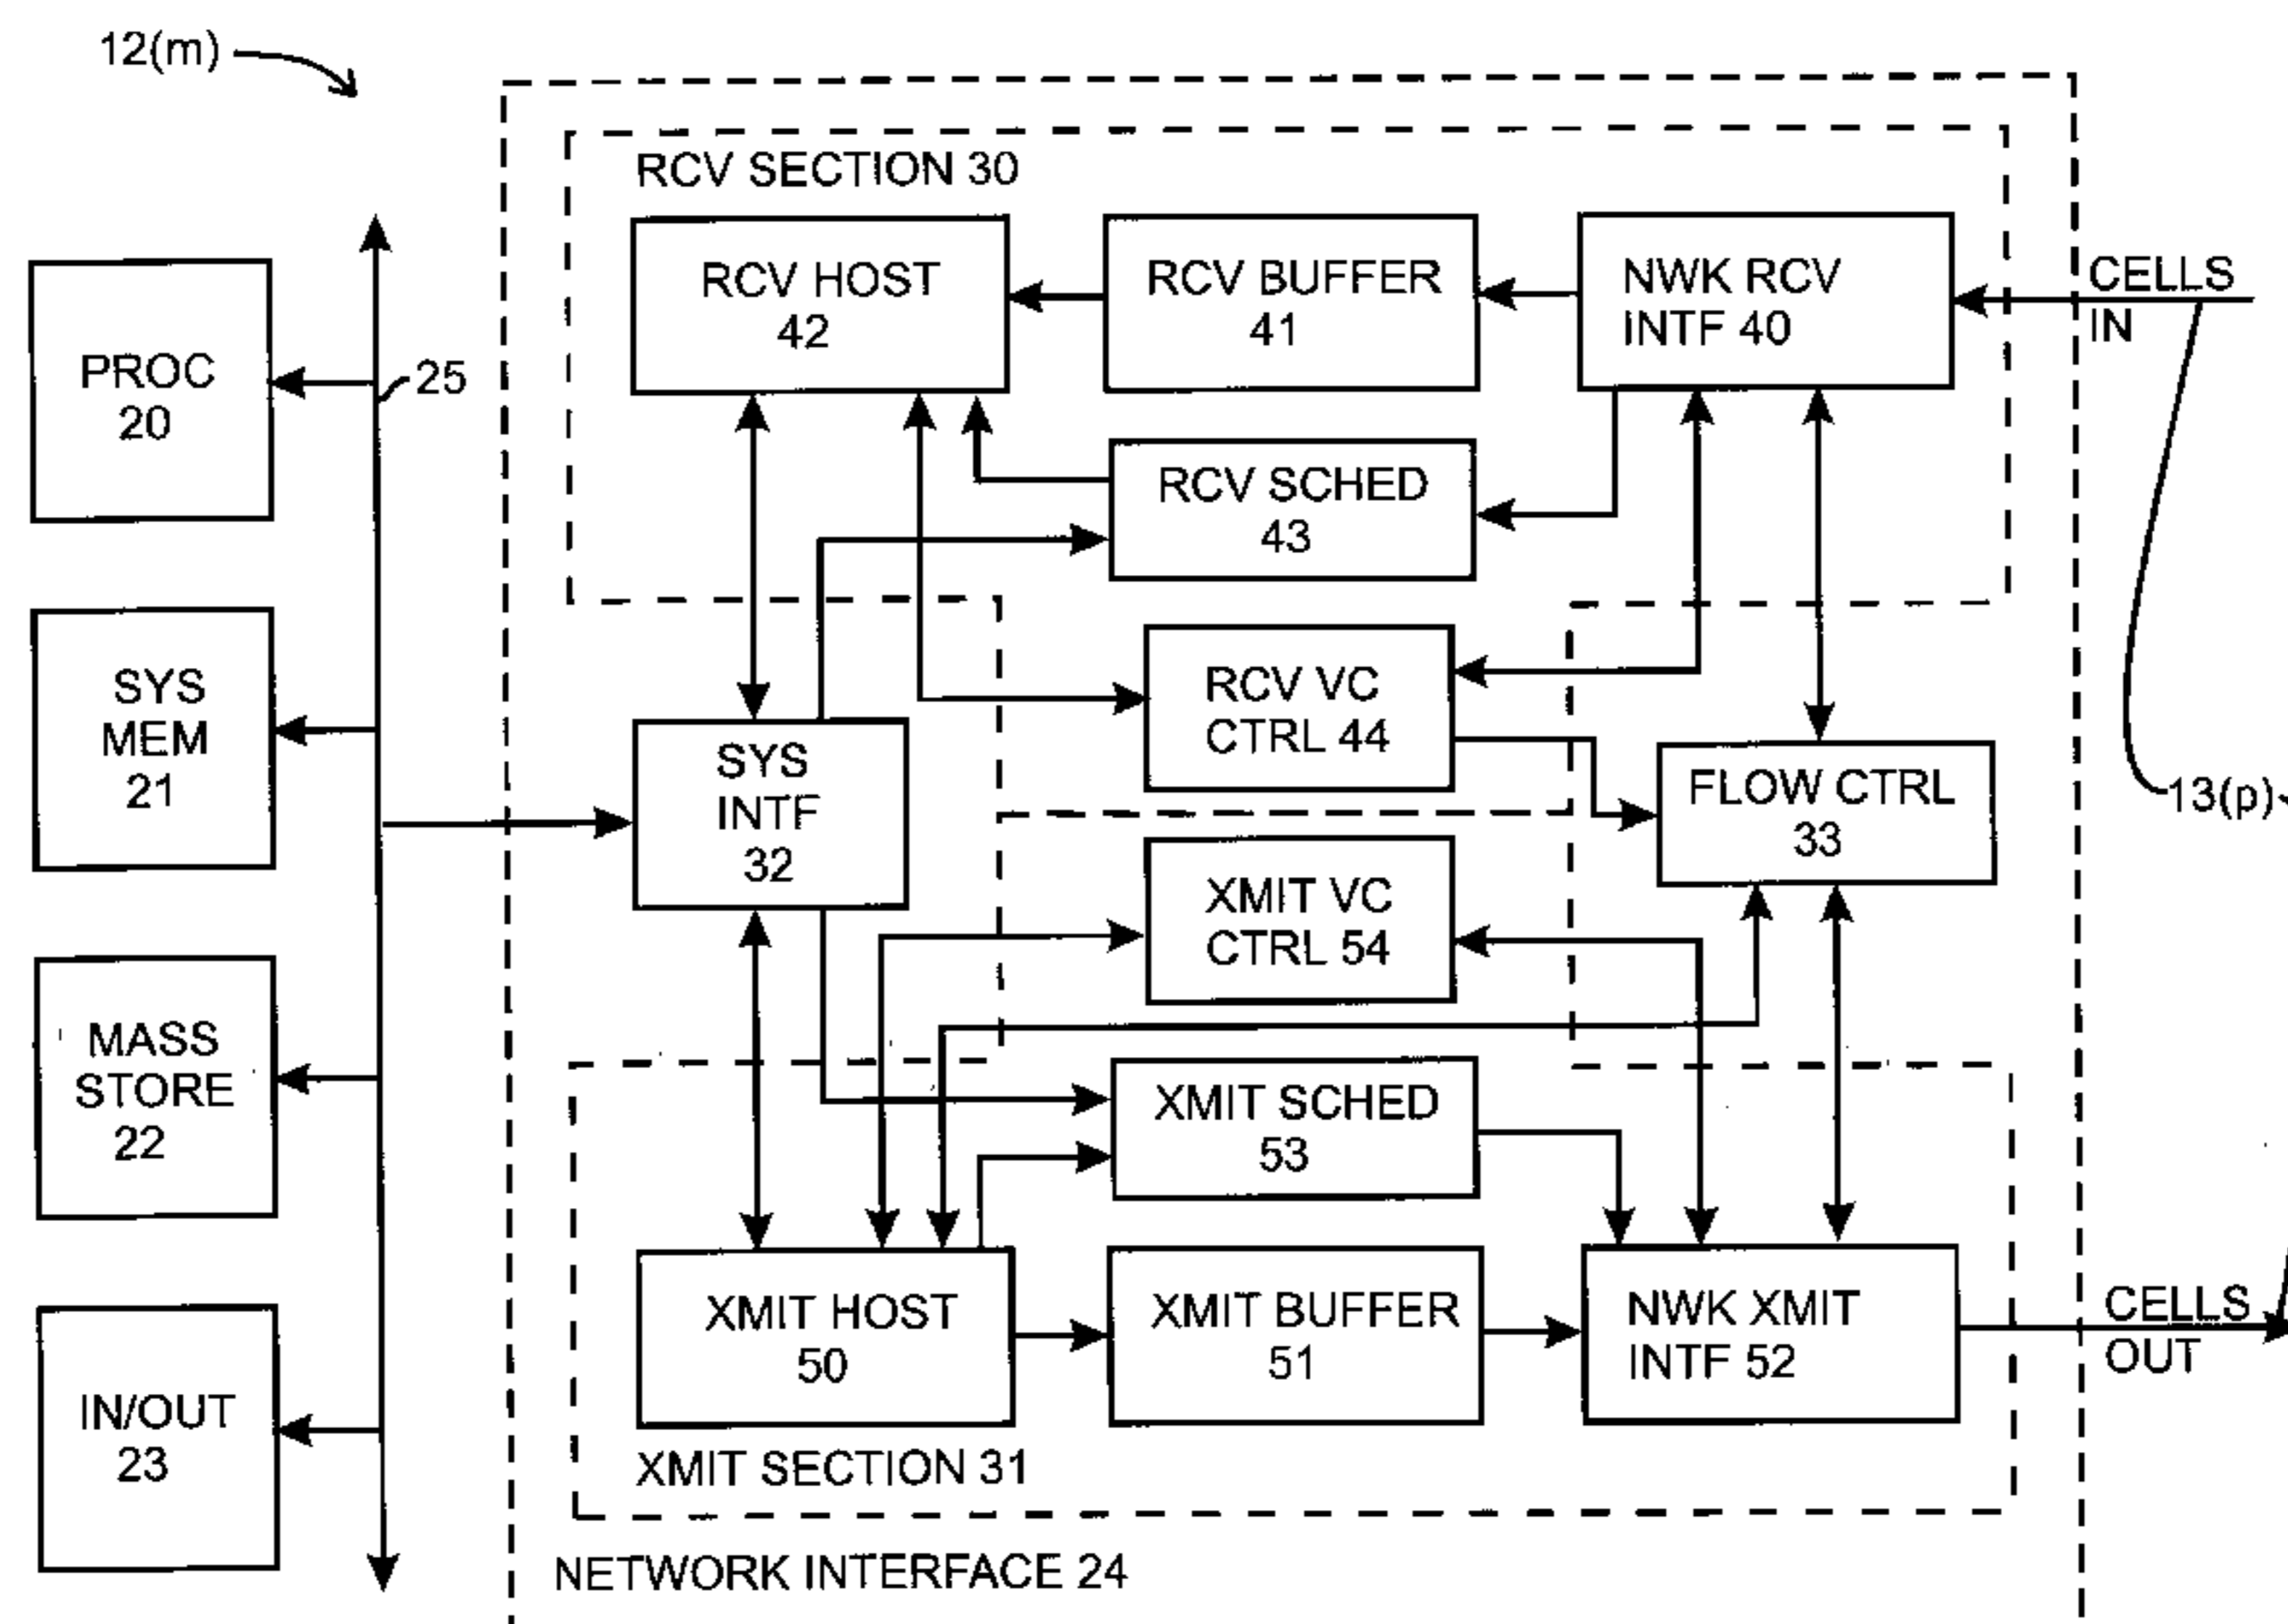 12(m)
RCV SECTION 30
RCV HOST
42
RCV BUFFER
41
NWK RCV
INTF 40
CELLS
IN
PROC
20
25
RCV SCHED
43
SYS
MEM
21
RCV VC
CTRL 44
SYS
INTF
32
FLOW CTRL
33
13(p)
XMIT VC
CTRL 54
MASS
STORE
22
XMIT SCHED
53
XMIT HOST
50
XMIT BUFFER
51
NWK XMIT
INTF 52
CELLS
OUT
IN/OUT
23
XMIT SECTION 31
NETWORK INTERFACE 24